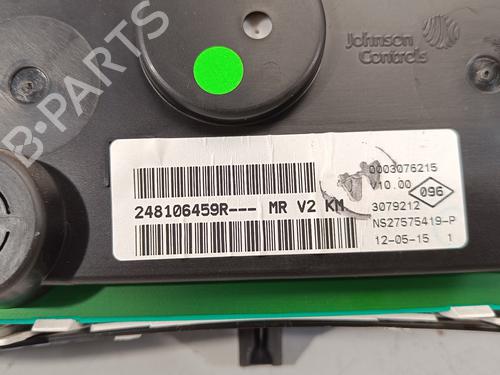 Johnson
Controls
B-PARTS
0003076215
V10.00
096
248106459R--- MR V2 KM
3079212
NS27575419-P
12-05-15 1